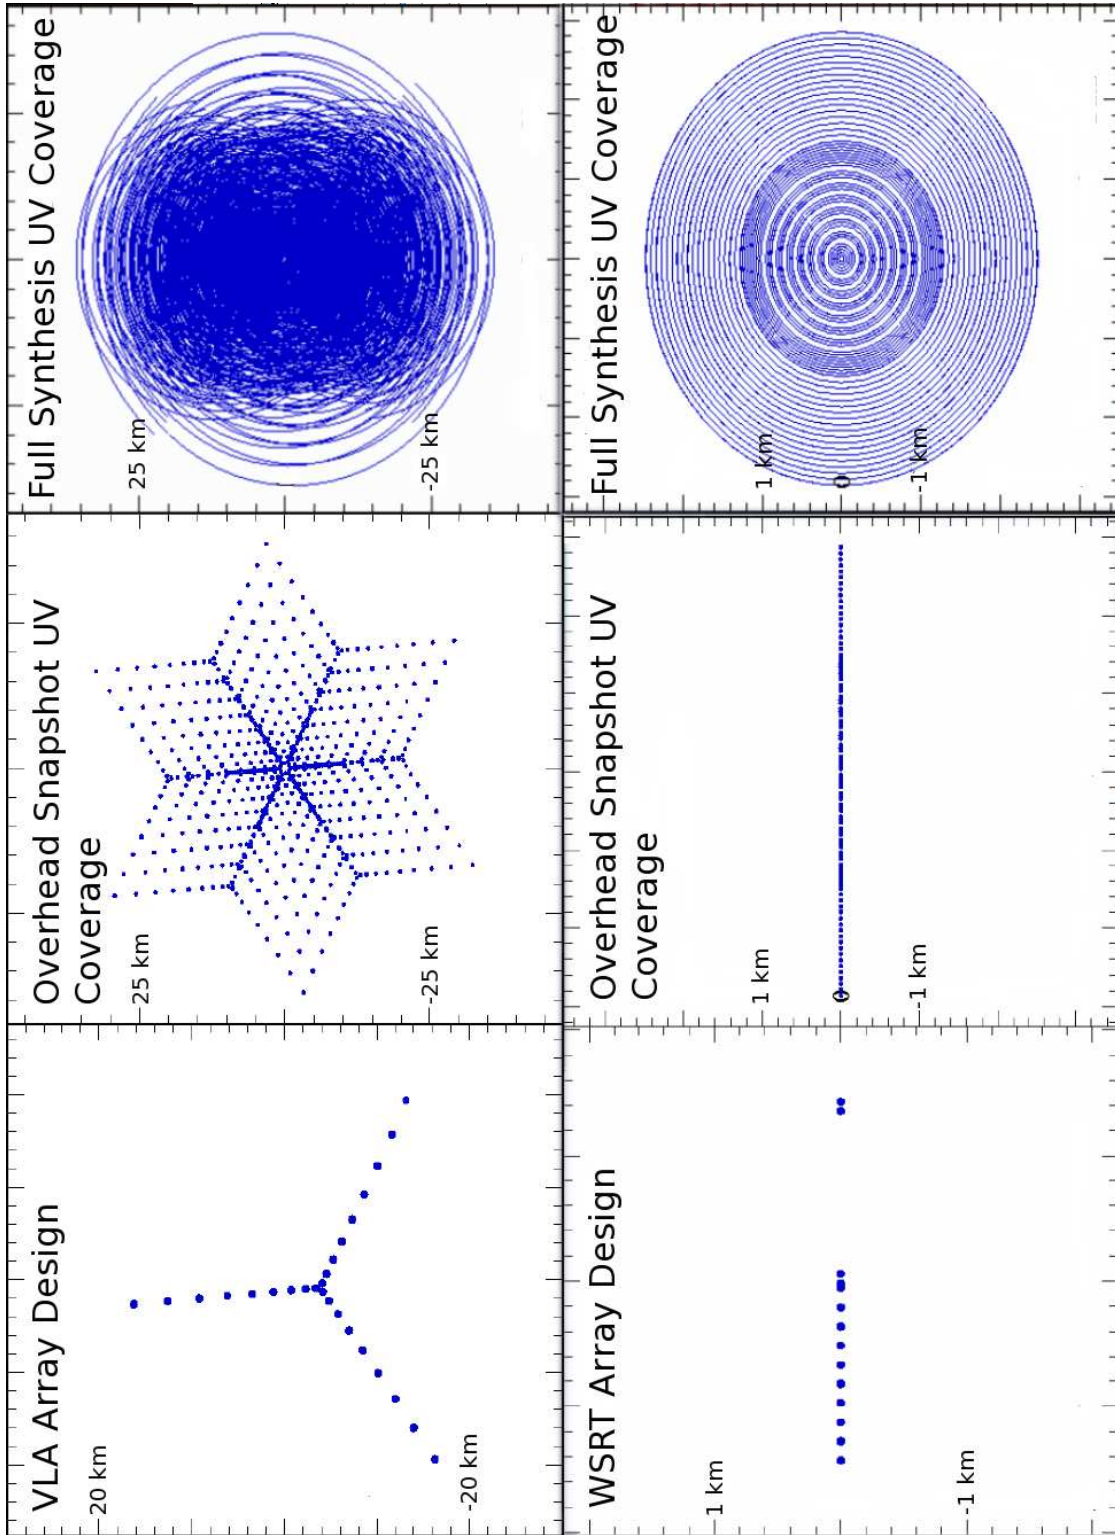 VLA Array Design
20 km
-20 km
Overhead Snapshot UV
Coverage
25 km
-25 km
Full Synthesis UV Coverage
25 km
-25 km
WSRT Array Design
1 km
-1 km
Overhead Snapshot UV
Coverage
1 km
0
-1 km
Full Synthesis UV Coverage
1 km
0
-1 km